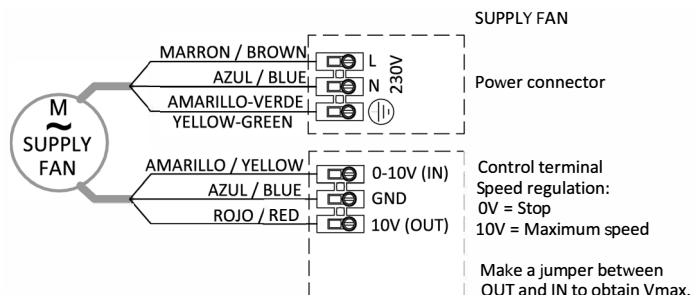 SUPPLY FAN
MARRON / BROWN
L
AZUL / BLUE
N
230V
Power connector
AMARILLO-VERDE
YELLOW-GREEN
M
~
SUPPLY
FAN
AMARILLO / YELLOW
0-10V (IN)
AZUL / BLUE
GND
ROJO / RED
10V (OUT)
Control terminal
Speed regulation:
0V = Stop
10V = Maximum speed
Make a jumper between
OUT and IN to obtain Vmax.